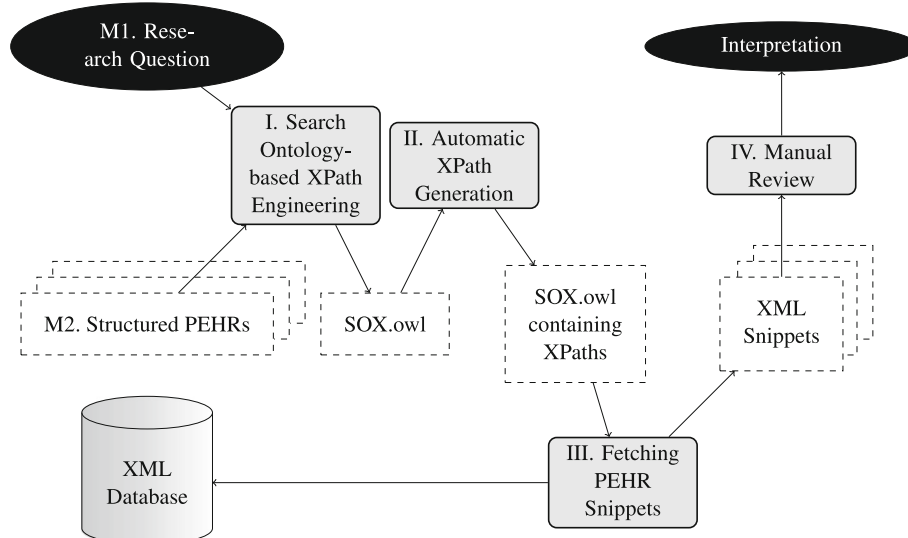 M1. Rese-
arch Question
Interpretation
I. Search
Ontology-
based XPath
Engineering
II. Automatic
XPath
Generation
IV. Manual
Review
M2. Structured PEHRs
SOX.owl
SOX.owl
containing
XPaths
XML
Snippets
XML
Database
III. Fetching
PEHR
Snippets